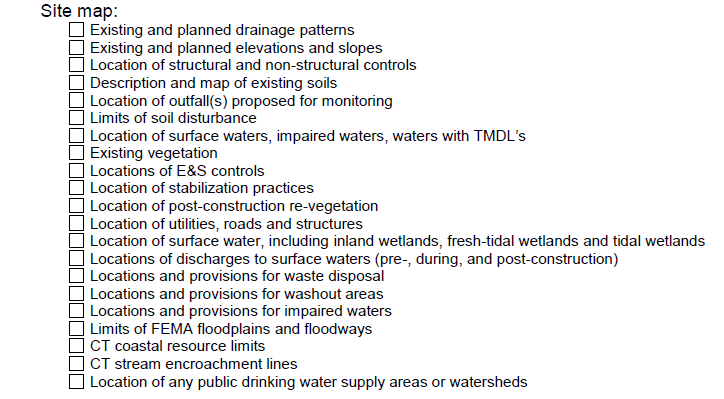 Site map:
Existing and planned drainage patterns
Existing and planned elevations and slopes
Location of structural and non-structural controls
Description and map of existing soils
Location of outfall(s) proposed for monitoring
Limits of soil disturbance
Location of surface waters, impaired waters, waters with TMDL's
Existing vegetation
Locations of E&S controls
Location of stabilization practices
Location of post-construction re-vegetation
Location of utilities, roads and structures
Location of surface water, including inland wetlands, fresh-tidal wetlands and tidal wetlands
Locations of discharges to surface waters (pre-, during, and post-construction)
Locations and provisions for waste disposal
Locations and provisions for washout areas
Locations and provisions for impaired waters
Limits of FEMA floodplains and floodways
CT coastal resource limits
CT stream encroachment lines
Location of any public drinking water supply areas or watersheds